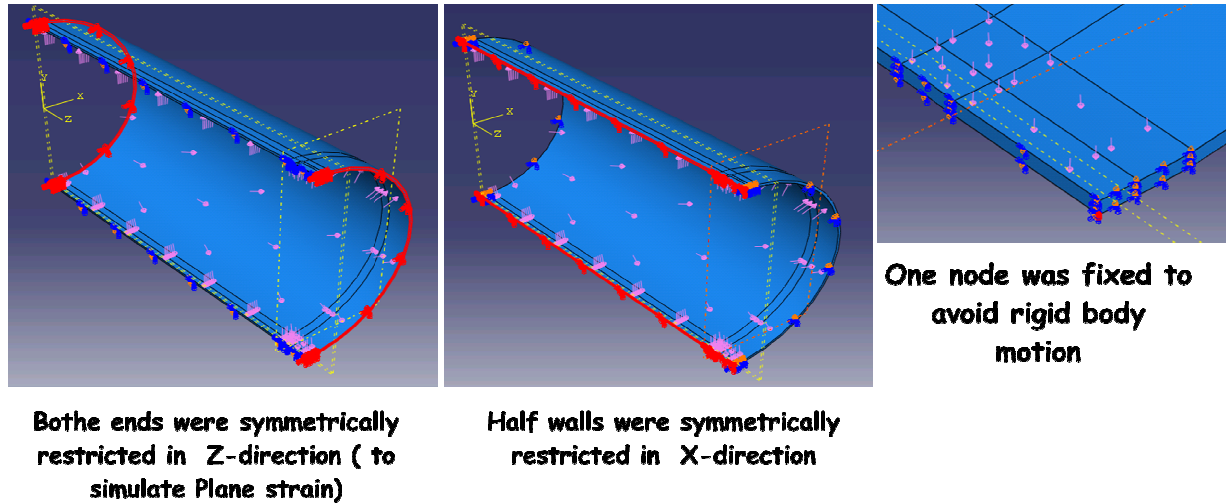 Bothe ends were symmetrically
restricted in Z-direction ( to
simulate Plane strain)
Half walls were symmetrically
restricted in X-direction
One node was fixed to
avoid rigid body
motion
Y
X
Z
Y
X
Z